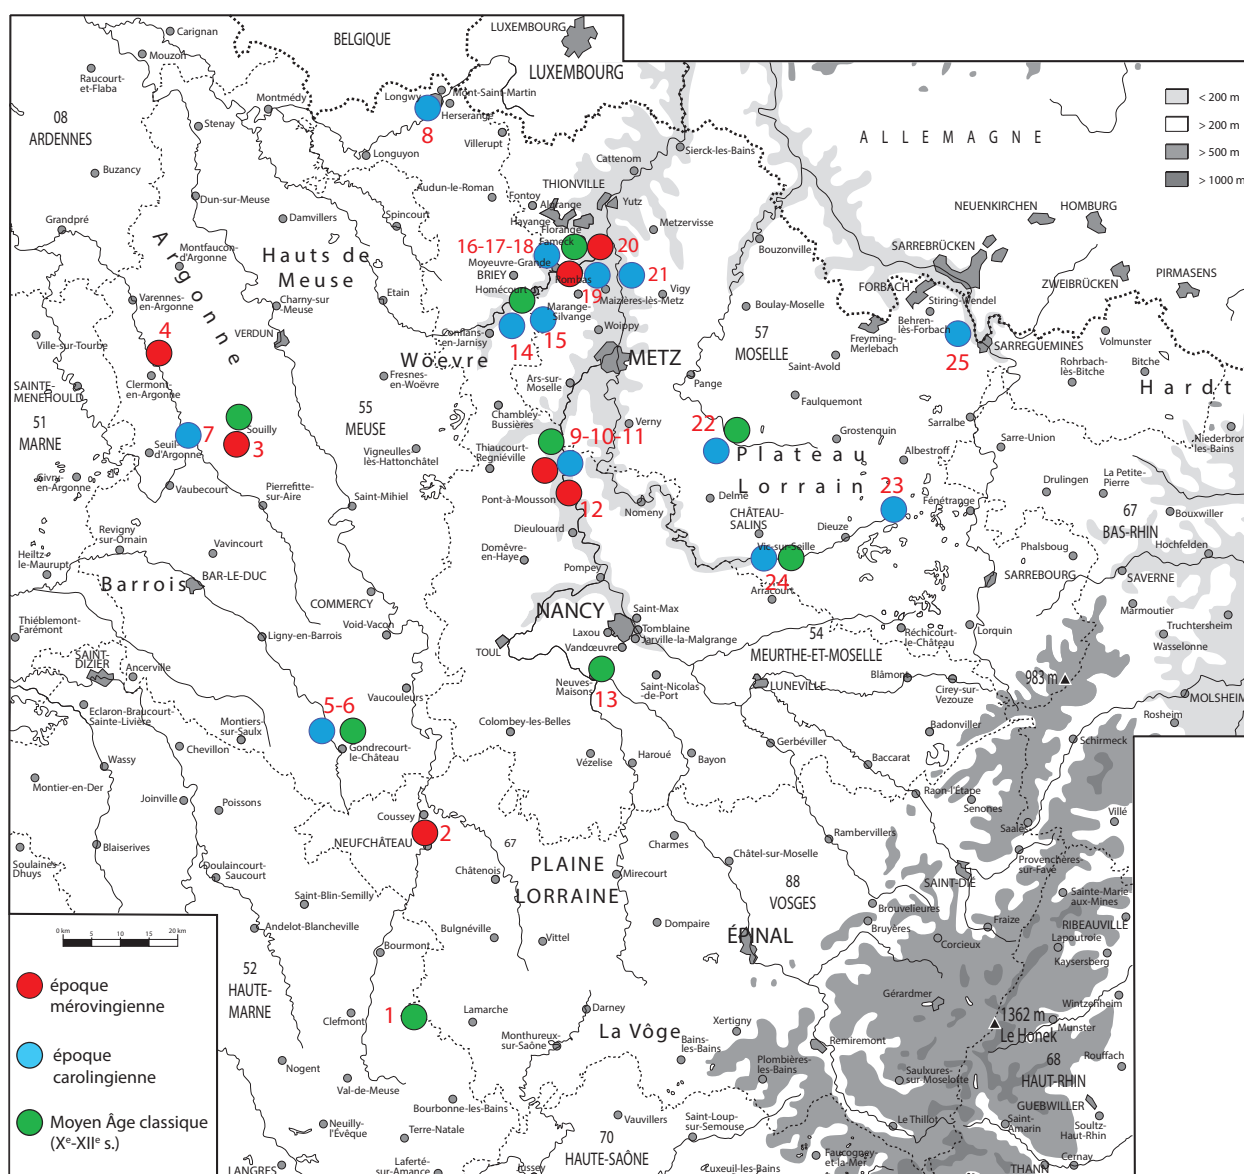 Carignan
BELGIQUE
LUXEMBOURG
Mouzon
Raucourt-
et-Flaba
LUXEMBOURG
Longwy
Mont-Saint-Martin
Montmédy
Herserange
8
< 200 m
> 200 m
> 500 m
> 1000 m
08
ARDENNES
Stenay
Villerupt
ALLEMAGNE
Longuyon
Cattenom
Sierck-les-Bains
Buzancy
Audun-le-Roman
THIONVILLE
Fontoy
Algrange
Yutz
Dun-sur-Meuse
Damvillers
Spincourt
Hayange
Florange
Metzervisse
NEUENKIRCHEN
HOMBURG
Grandpré
Argonne
Montfaucon-
d'Argonne
Hauts de
Meuse
16-17-18
Fameck
20
Bouzonville
SARREBRÜCKEN
Moyeuvre-Grande
BRIEY
Rombas
21
PIRMASENS
Homécourt
19
Maizières-lès-Metz
Vigy
FORBACH
Stiring-Wendel
ZWEIBRÜCKEN
Varennes-
en-Argonne
Charny-sur
-Meuse
Etain
Marange-
Silvange
Boulay-Moselle
Behren-
lès-Forbach
4
VERDUN
Conflans-
en-Jarnisy
14
15
Woippy
57
MOSELLE
Freyming-
Merlebach
25
SARREGUEMINES
Volmunster
Ville-sur-Tourbe
Wöevre
METZ
Saint-Avold
Rohrbach-
lès-Bitche
Bitche
Hardt
Clermont-
en-Argonne
Fresnes-
en-Woëvre
Ars-sur-
Moselle
Pange
SAINTE-
MENEHOULD
55
MEUSE
Chambley-
Bussières
Faulquemont
51
MARNE
7
Souilly
3
Verny
22
Sarralbe
Seuil-
d'Argonne
Vigneulles
lès-Hattonchâtel
Thiaucourt-
Regniéville
9-10-11
Grostenquin
Sarre-Union
Niederbron
les-Bains
Plateau
Lorrain
Albestroff
Givry-
en-Argonne
Vaubecourt
Pierrefitte-
sur-Aire
Saint-Mihiel
Pont-à-Mousson
12
Nomeny
Delme
23
Fénétrange
Drulingen
La Petite-
Pierre
Bouxwiller
Revigny
-sur-Ornain
Dieulouard
CHÂTEAU-
SALINS
Dieuze
67
BAS-RHIN
Heiltz
le-Maurupt
Vavincourt
Domêvre-
en-Haye
Vic-sur-Seille
Phalsboug
Hochfelden
Barrois
BAR-LE-DUC
Pompey
24
SARREBOURG
SAVERNE
COMMERCY
Arracourt
Marmoutier
NANCY
Saint-Max
Thiéblemont-
Farémont
Ligny-en-Barrois
Void-Vacon
Laxou
Tomblaine
Jarville-la-Malgrange
54
MEURTHE-ET-MOSELLE
Réchicourt-
le-Château
Lorquin
Truchtersheim
Wasselonne
TOUL
Vandœuvre
SAINT-
DIZIER
Ancerville
Neuves-
Maisons
13
Saint-Nicolas
-de-Port
LUNEVILLE
Blâmont
Cirey-sur-
Vezouze
983 m
MOLSHEIM
Vaucouleurs
5-6
Eclaron-Braucourt-
Sainte-Livière
Montiers-
sur-Saulx
Colombey-les-Belles
Badonviller
Rosheim
Chevillon
Gondrecourt-
le-Château
Gerbéviller
Schirmeck
Wassy
Vézelise
Haroué
Bayon
Baccarat
Montier-en-Der
Joinville
Poissons
Coussey
Raon-l'Étape
Senones
Villé
2
Saales
Soulaines
Dhuys
Blaiserives
NEUFCHÂTEAU
67
Charmes
Rambervillers
Provenchères-
sur-Fave
Doulaincourt-
Saucourt
PLAINE
LORRAINE
Châtel-sur-Moselle
Châtenois
Mirecourt
88
VOSGES
SAINT-DIÉ
Sainte-Marie
aux-Mines
Saint-Blin-Semilly
Brouvelieures
Fraize
RIBEAUVILLE
Andelot-Blancheville
Bulgnéville
Dompaire
Bruyères
Lapoutrole
0 km
5
10
15
20 km
Bourmont
Vittel
ÉPINAL
Corcieux
Kaysersberg
époque
mérovingienne
52
HAUTE-
MARNE
1
Clefmont
Lamarche
Darney
Gérardmer
1362 m
Le Honek
Wintzenheim
Munster
La Vôge
Xertigny
Remiremont
époque
carolingienne
Monthureux-
sur-Saône
Bains-
les-Bains
Rouffach
Nogent
Plombières-
les-Bains
Saulxures-
sur-Moselotte
68
HAUT-RHIN
Val-de-Meuse
Bourbonne-les-Bains
GUEBWILLER
Moyen Âge classique
(Xe-XIIe s.)
Neuilly-
l'Évêque
Terre-Natale
Vauvillers
Saint-Loup-
sur-Semouse
Le Thillot
Saint-
Amarin
Soultz-
Haut-Rhin
LANGRES
Laferté-
sur-Amance
Jussey
70
HAUTE-SAÔNE
Luxeuil-les-Bains
Faucogney-
et-la-Mer
THANN
Cernay